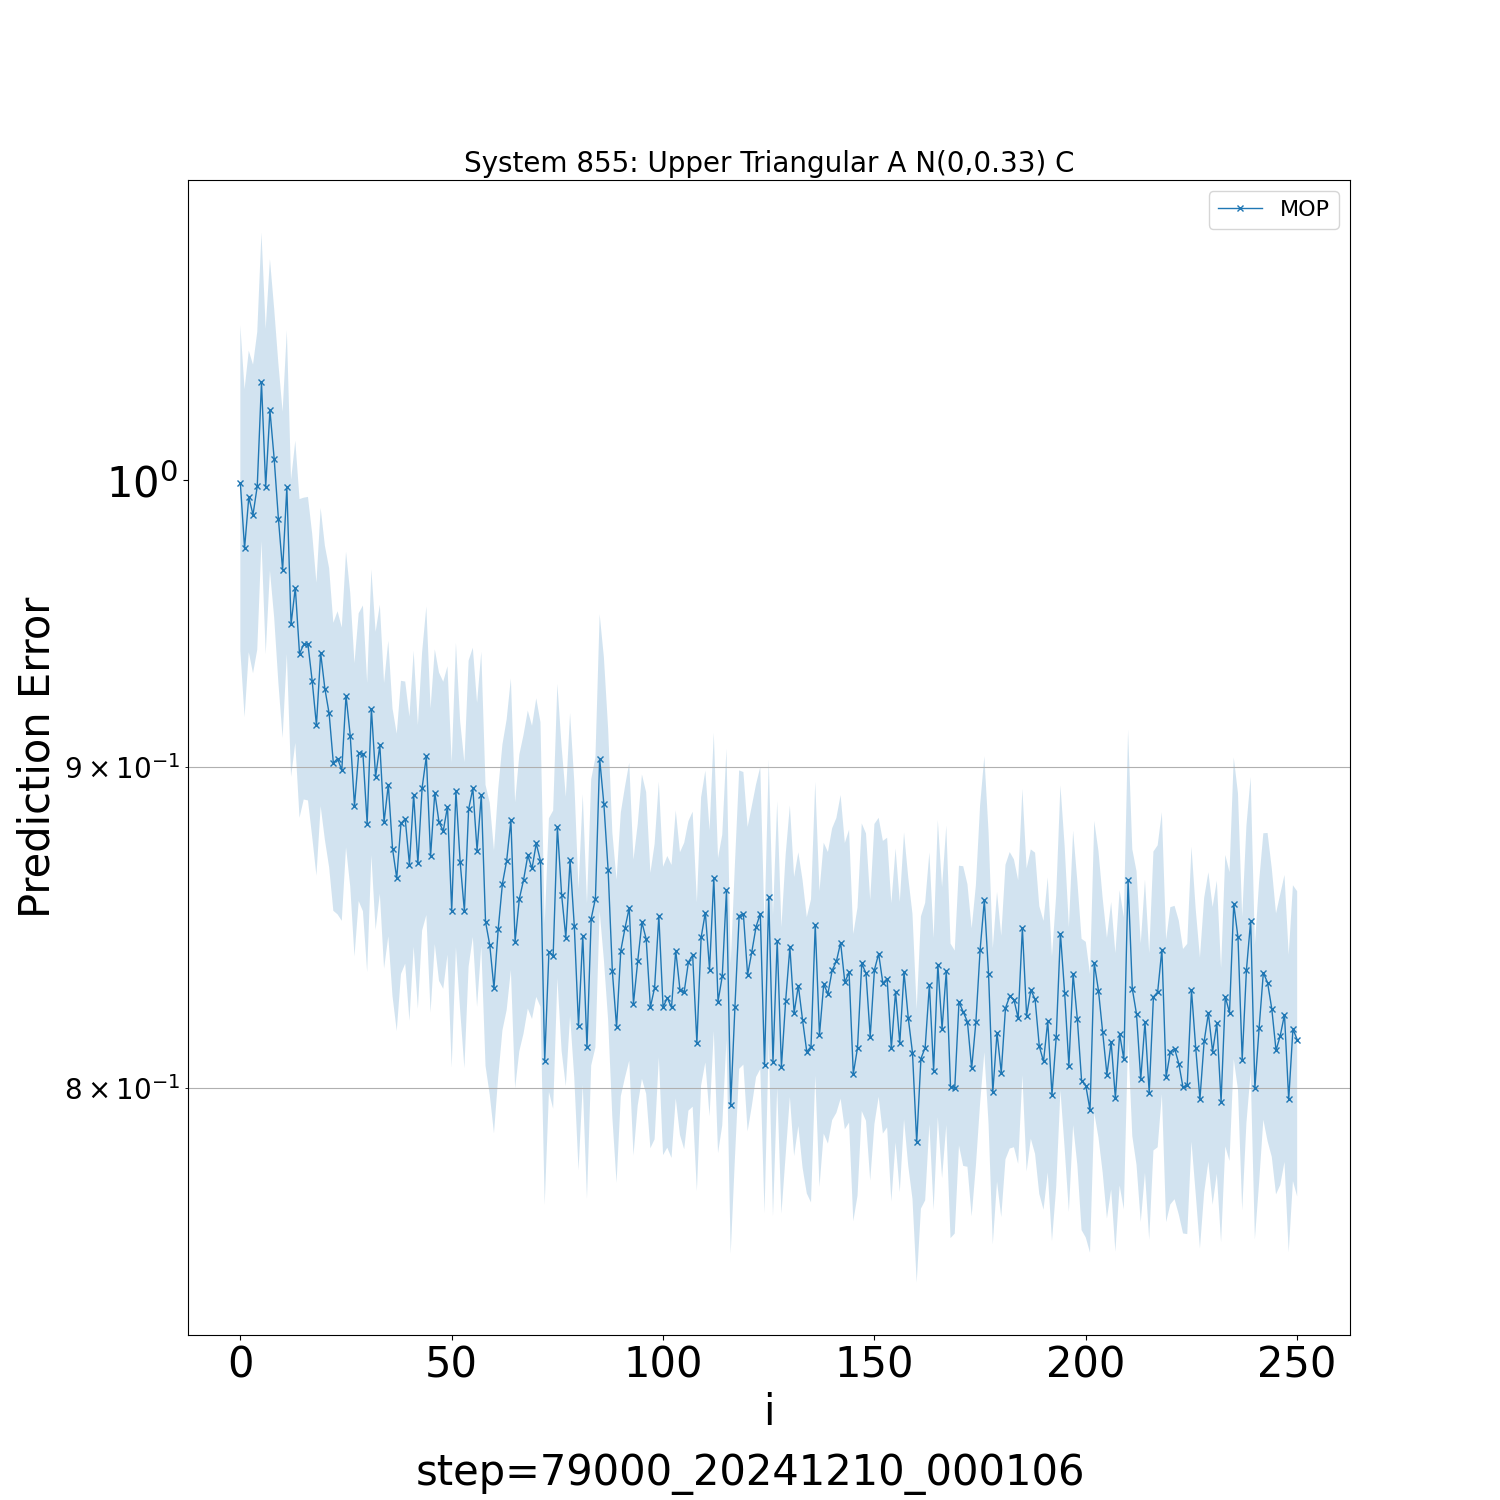 System 855: Upper Triangular A N(0,0.33) C
MOP
Prediction Error
10⁰
9 × 10⁻¹
8 × 10⁻¹
0 50 100 150 200 250
i
step=79000_20241210_000106